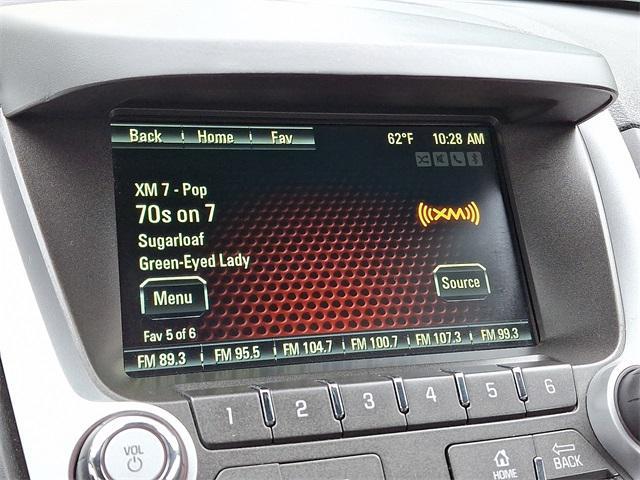 Back Home Fav 62°F 10:28 AM
XM 7 - Pop
70s on 7
((XM))
Sugarloaf
Green-Eyed Lady
Menu
Source
Fav 5 of 6
FM 89.3 FM 95.5 FM 104.7 FM 100.7 FM 107.3 FM 99.3
1 2 3 4 5 6
VOL
HOME
BACK